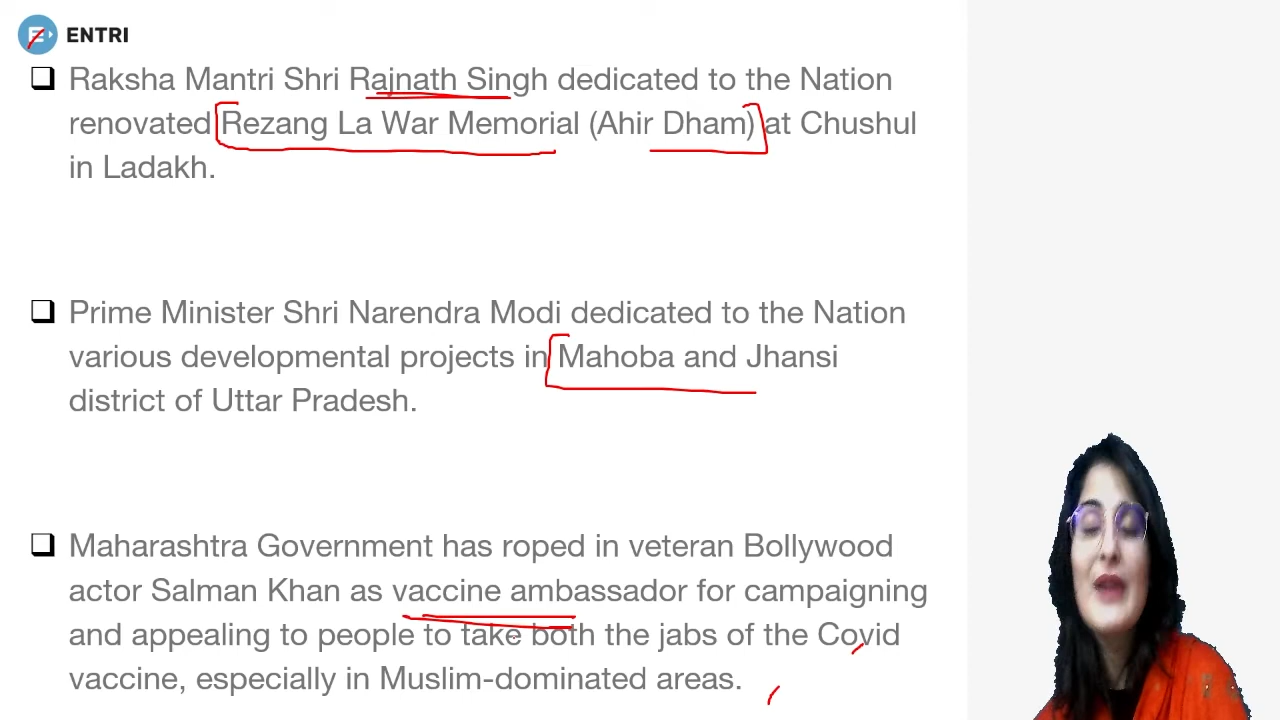 ENTRI
Raksha Mantri Shri Rajnath Singh dedicated to the Nation
renovated Rezang La War Memorial (Ahir Dham) at Chushul
in Ladakh.
Prime Minister Shri Narendra Modi dedicated to the Nation
various developmental projects in Mahoba and Jhansi
district of Uttar Pradesh.
Maharashtra Government has roped in veteran Bollywood
actor Salman Khan as vaccine ambassador for campaigning
and appealing to people to take both the jabs of the Covid
vaccine, especially in Muslim-dominated areas.